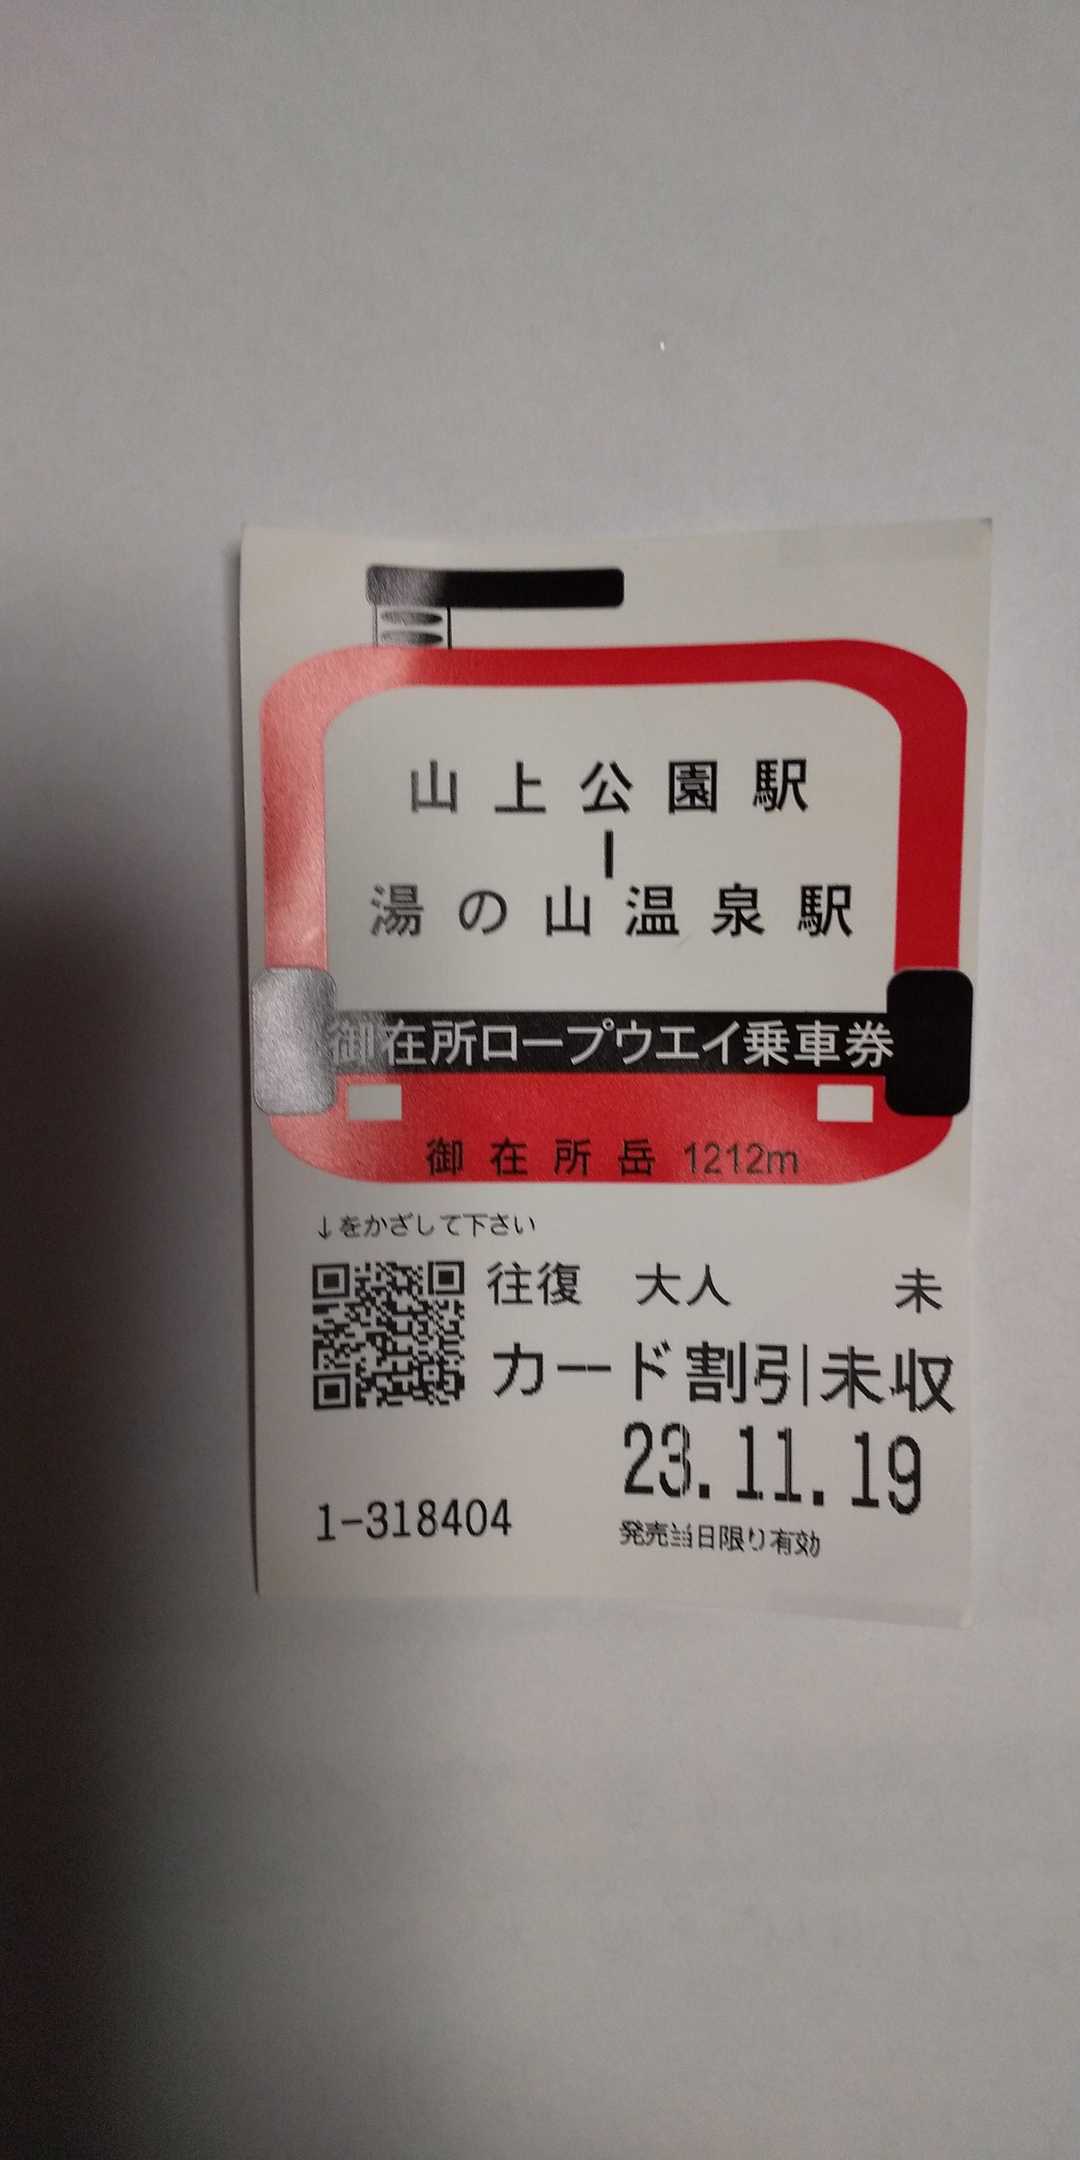 山上公園駅
ー
湯の山温泉駅
御在所ロープウエイ乗車券
御在所岳 1212m
↓をかざして下さい
往復 大人 未
カード割引未収
23.11.19
1-318404
発売当日限り有効